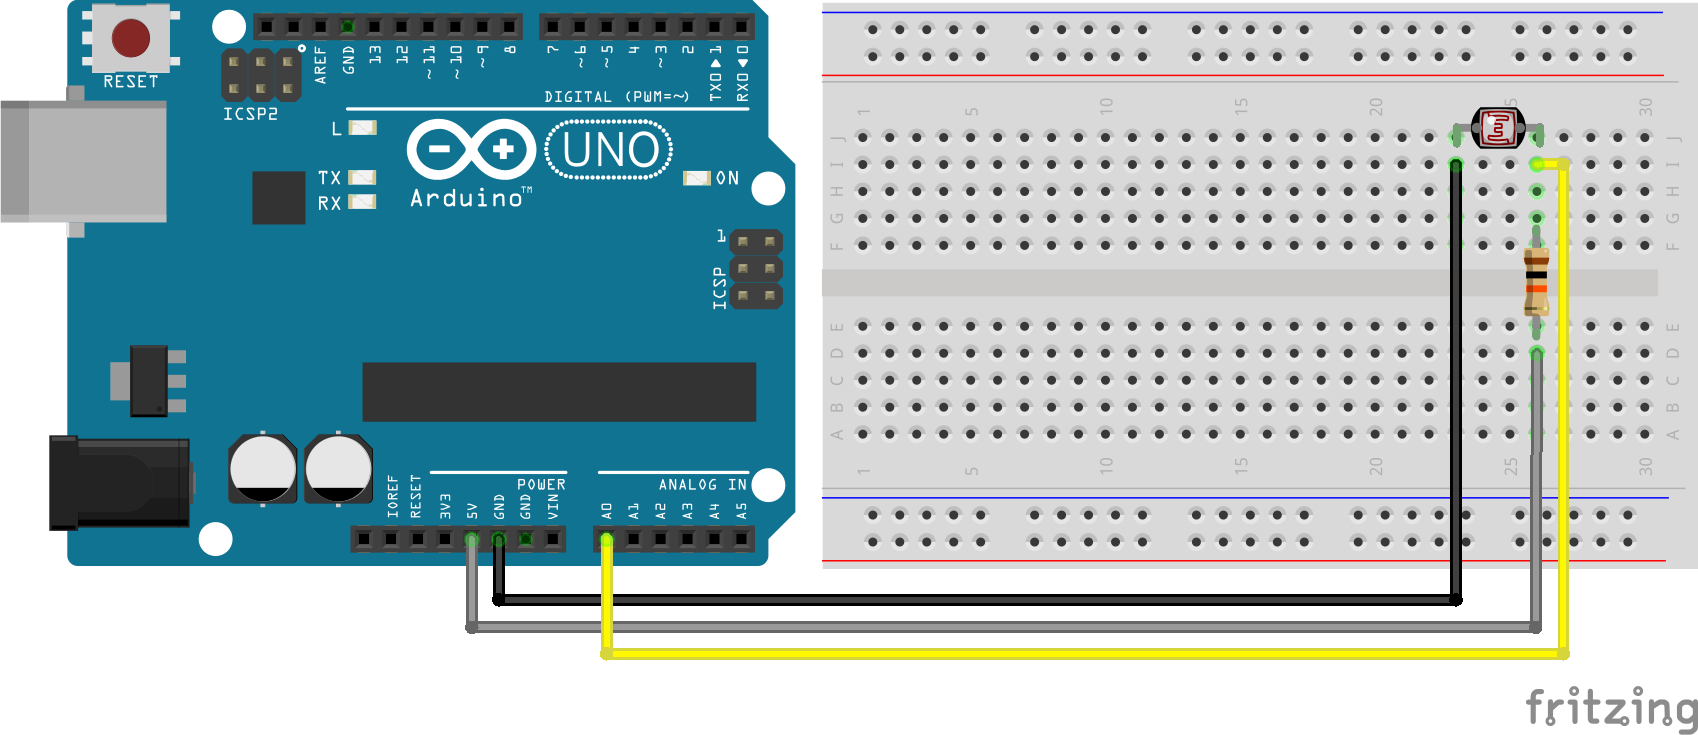 RESET
ICSP2
AREF
GND
13
12
~11
~10
~9
8
7
~6
~5
4
~3
2
TX0▶1
RX0◀0
DIGITAL (PWM=~)
L
TX
RX
Arduino™
UNO
ON
1
ICSP
IOREF
RESET
3V3
5V
GND
GND
VIN
POWER
A0
A1
A2
A3
A4
A5
ANALOG IN
1
5
10
15
20
25
30
J
I
H
G
F
E
D
C
B
A
J
I
H
G
F
E
D
C
B
A
1
5
10
15
20
25
30
fritzing